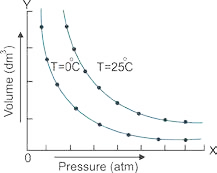 Y
Volume (dm³)
T=0°C T=25°C
0
X
Pressure (atm)